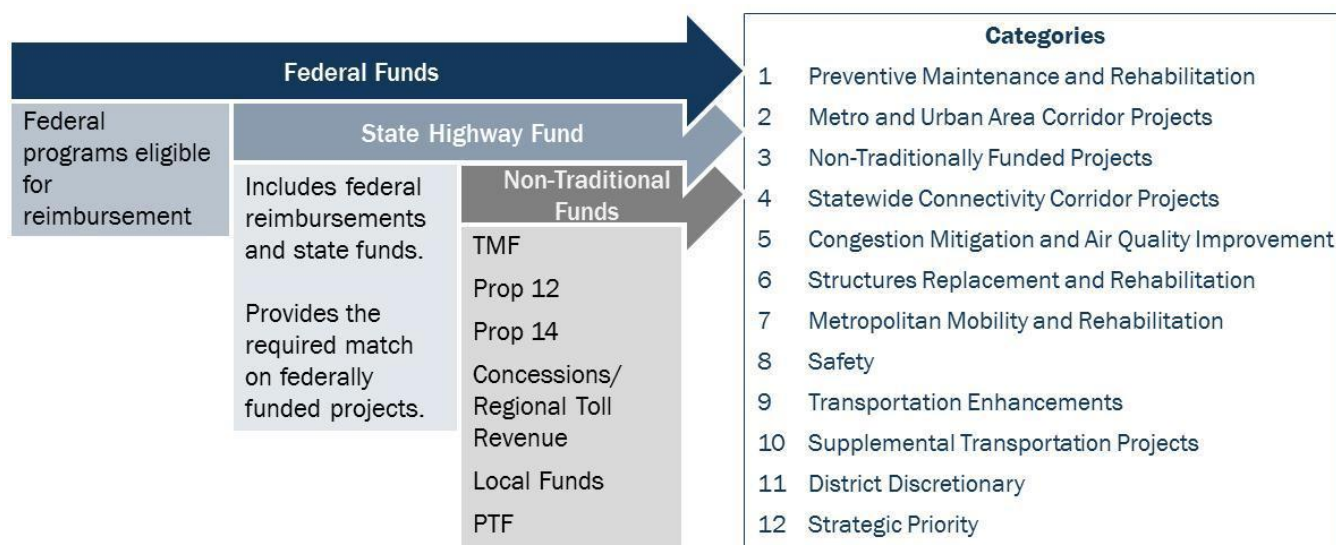 Federal Funds
Federal
programs eligible
for
reimbursement
State Highway Fund
Includes federal
reimbursements
and state funds.
Provides the
required match
on federally
funded projects.
Non-Traditional
Funds
TMF
Prop 12
Prop 14
Concessions/
Regional Toll
Revenue
Local Funds
PTF
Categories
1 Preventive Maintenance and Rehabilitation
2 Metro and Urban Area Corridor Projects
3 Non-Traditionally Funded Projects
4 Statewide Connectivity Corridor Projects
5 Congestion Mitigation and Air Quality Improvement
6 Structures Replacement and Rehabilitation
7 Metropolitan Mobility and Rehabilitation
8 Safety
9 Transportation Enhancements
10 Supplemental Transportation Projects
11 District Discretionary
12 Strategic Priority